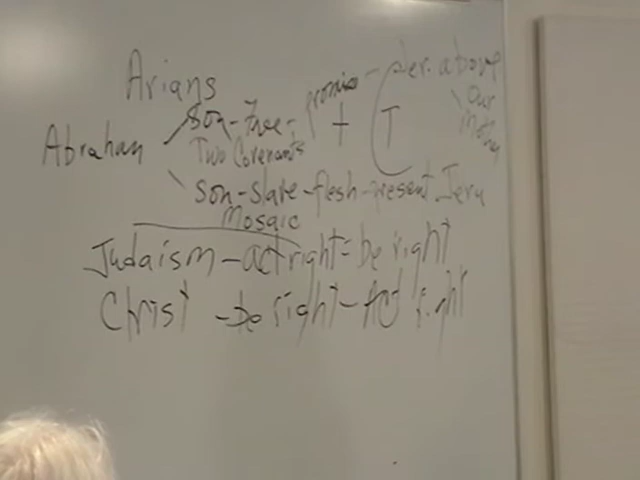 Arians
promise - Jer. above
Son - Free -
Our
Mother
Abraham
Two Covenants
+ T
Son - slave - flesh - present Jeru
Mosaic
Judaism - act right = be right
Christ - be right - Act right